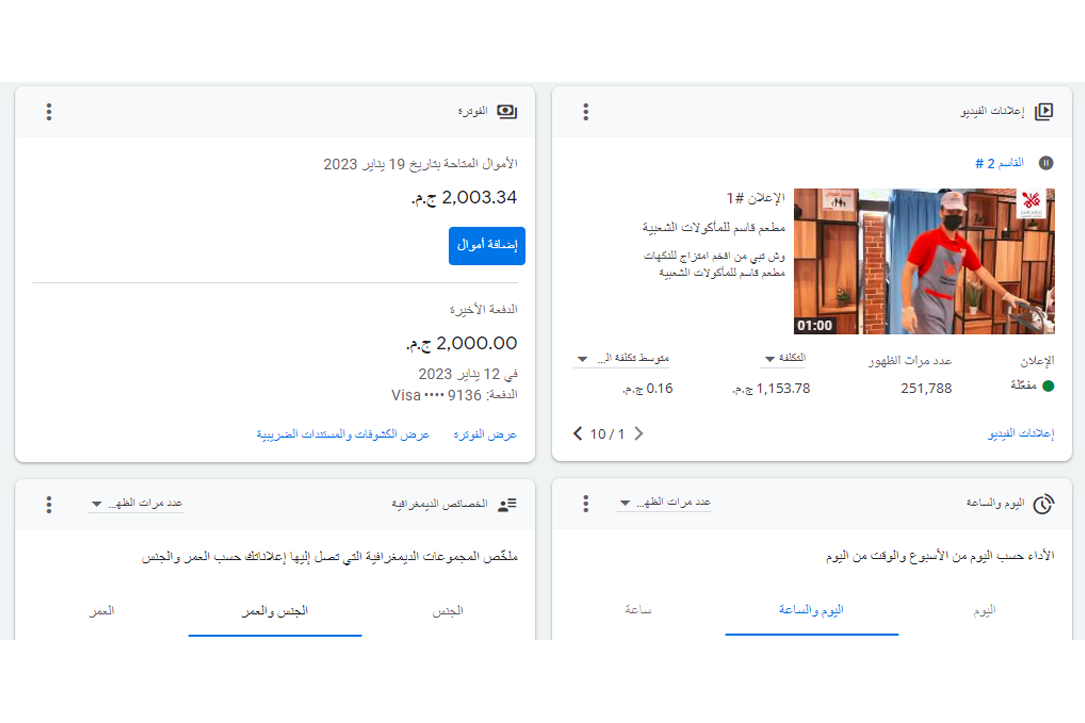 إعلانات الفيديو
القاسم 2 #
الإعلان #1
مطعم قاسم للمأكولات الشعبية
وش تبي من افخم امتزاج للنكهات
مطعم قاسم للمأكولات الشعبية
01:00
الإعلان
عدد مرات الظهور
التكلفة
متوسط تكلفة الـ...
مفعّلة
251,788
1,153.78 ج.م.
0.16 ج.م.
إعلانات الفيديو
1 / 10
الفوترة
الأموال المتاحة بتاريخ 19 يناير 2023
2,003.34 ج.م.
إضافة أموال
الدفعة الأخيرة
2,000.00 ج.م.
في 12 يناير 2023
الدفعة: Visa •••• 9136
عرض الفوترة
عرض الكشوفات والمستندات الضريبية
اليوم والساعة
عدد مرات الظهـ...
الأداء حسب اليوم من الأسبوع والوقت من اليوم
اليوم
اليوم والساعة
ساعة
الخصائص الديمغرافية
عدد مرات الظهـ...
ملخّص المجموعات الديمغرافية التي تصل إليها إعلاناتك حسب العمر والجنس
الجنس
الجنس والعمر
العمر